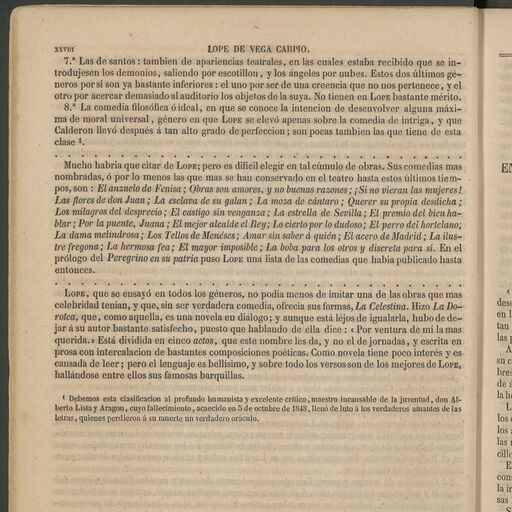 XXVIII
LOPE DE VEGA CARPIO.
7.ª Las de santos : tambien de apariencias teatrales, en las cuales estaba recibido que se in-
trodujesen los demonios, saliendo por escotillon, y los ángeles por nubes. Estos dos últimos gé-
neros por sí son ya bastante inferiores : el uno por ser de una creencia que no nos pertenece, y el
otro por acercar demasiado al auditorio los objetos de la suya. No tienen en LOPE bastante mérito.
8.ª La comedia filosófica ó ideal, en que se conoce la intencion de desenvolver alguna máxi-
ma de moral universal, género en que LOPE se elevó apenas sobre la comedia de intriga, y que
Calderon llevó después á tan alto grado de perfeccion ; son pocas tambien las que tiene de esta
clase ¹.
Mucho habria que citar de LOPE; pero es difícil elegir en tal cúmulo de obras. Sus comedias mas
nombradas, ó por lo menos las que mas se han conservado en el teatro hasta estos últimos tiem-
pos, son : El anzuelo de Fenisa ; Obras son amores, y no buenas razones ; ¡Si no vieran las mujeres!
Las flores de don Juan ; La esclava de su galan ; La moza de cántaro ; Querer su propia desdicha ;
Los milagros del desprecio ; El castigo sin venganza ; La estrella de Sevilla ; El premio del bien ha-
blar ; Por la puente, Juana ; El mejor alcalde el Rey ; Lo cierto por lo dudoso ; El perro del hortelano;
La dama melindrosa ; Los Tellos de Menéses ; Amar sin saber á quién ; El acero de Madrid ; La ilus-
tre fregona ; La hermosa fea ; El mayor imposible ; La boba para los otros y discreta para sí. En el
prólogo del Peregrino en su patria puso LOPE una lista de las comedias que habia publicado hasta
entonces.
LOPE, que se ensayó en todos los géneros, no podia menos de imitar una de las obras que mas
celebridad tenian, y que, sin ser verdadera comedia, ofrecia sus formas, La Celestina. Hizo La Do-
rotea, que, como aquella, es una novela en diálogo ; y aunque está léjos de igualarla, hubo de de-
jar á su autor bastante satisfecho, puesto que hablando de ella dice : « Por ventura de mí la mas
querida.» Está dividida en cinco actos, que este nombre les da, y no el de jornadas, y escrita en
prosa con intercalacion de bastantes composiciones poéticas. Como novela tiene poco interés y es
cansada de leer ; pero el lenguaje es bellísimo, y sobre todo los versos son de los mejores de LOPE,
hallándose entre ellos sus famosas barquillas.
¹ Debemos esta clasificacion al profundo humanista y excelente crítico, maestro incansable de la juventud, don Al-
berto Lista y Aragon, cuyo fallecimiento, acaecido en 5 de octubre de 1848, llenó de luto á los verdaderos amantes de las
letras, quienes perdieron á su muerte un verdadero oráculo.